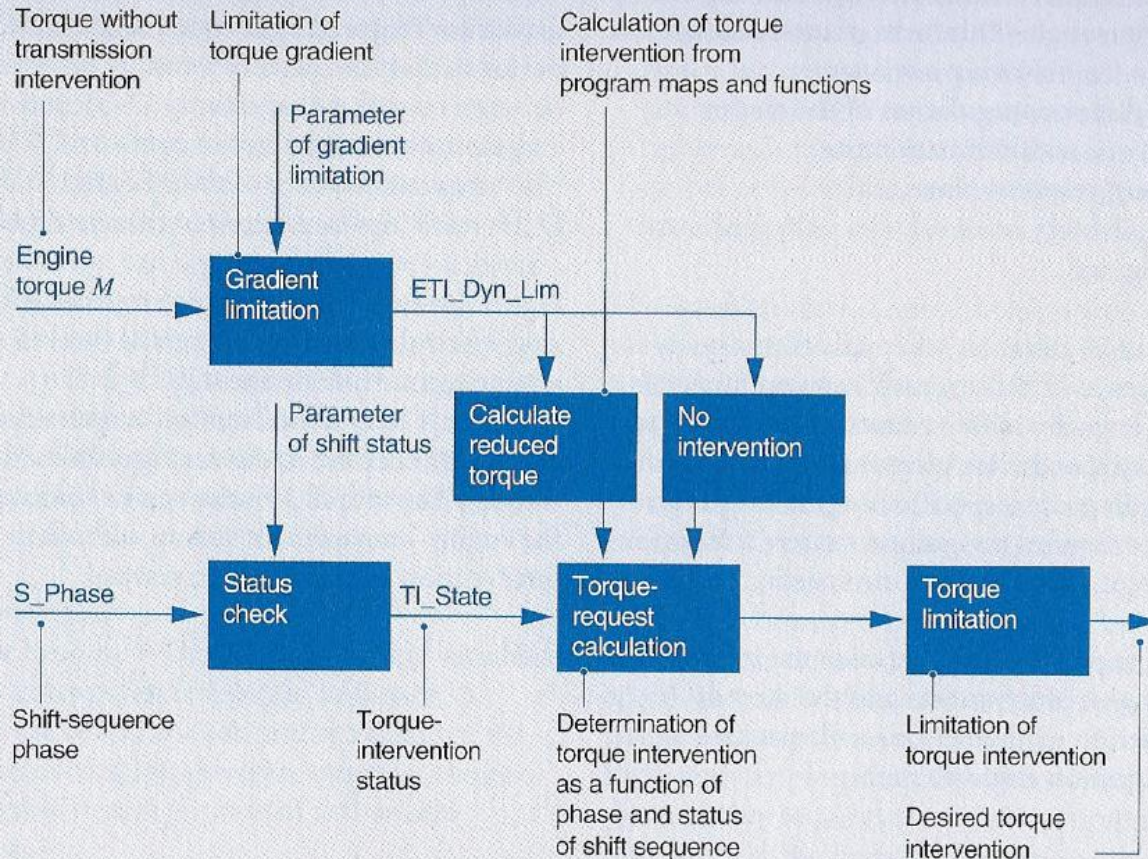 Torque without
transmission
intervention
Limitation of
torque gradient
Calculation of torque
intervention from
program maps and functions
Parameter
of gradient
limitation
Engine
torque M
Gradient
limitation
ETI_Dyn_Lim
Parameter
of shift status
Calculate
reduced
torque
No
intervention
S_Phase
Status
check
TI_State
Torque-
request
calculation
Torque
limitation
Shift-sequence
phase
Torque-
intervention
status
Determination of
torque intervention
as a function of
phase and status
of shift sequence
Limitation of
torque intervention
Desired torque
intervention